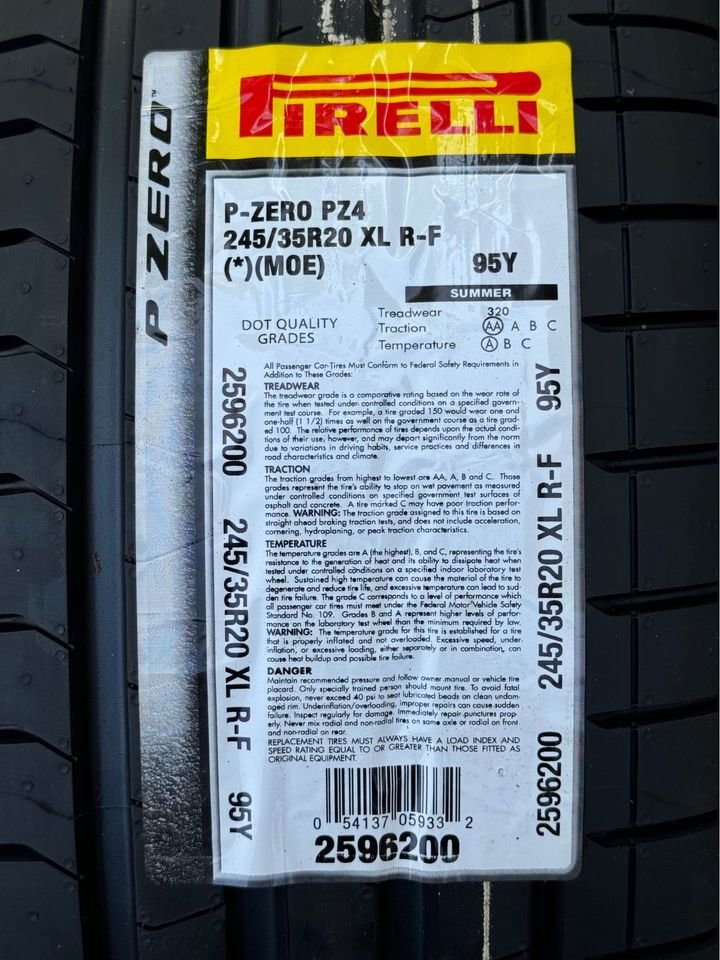 PIRELLI
P ZERO™
P-ZERO PZ4
245/35R20 XL R-F
(*)(MOE) 95Y
SUMMER
DOT QUALITY
GRADES
Treadwear 320
Traction AA A B C
Temperature A B C
All Passenger Car Tires Must Conform to Federal Safety Requirements in
Addition to These Grades:
TREADWEAR
The treadwear grade is a comparative rating based on the wear rate of
the tire when tested under controlled conditions on a specified govern-
ment test course. For example, a tire graded 150 would wear one and
one-half (1 1/2) times as well on the government course as a tire grad-
ed 100. The relative performance of tires depends upon the actual condi-
tions of their use, however, and may depart significantly from the norm
due to variations in driving habits, service practices and differences in
road characteristics and climate.
TRACTION
The traction grades from highest to lowest are AA, A, B and C. Those
grades represent the tire's ability to stop on wet pavement as measured
under controlled conditions on specified government test surfaces of
asphalt and concrete. A tire marked C may have poor traction perfor-
mance. WARNING: The traction grade assigned to this tire is based on
straight ahead braking traction tests, and does not include acceleration,
cornering, hydroplaning, or peak traction characteristics.
TEMPERATURE
The temperature grades are A (the highest), B, and C, representing the tire's
resistance to the generation of heat and its ability to dissipate heat when
tested under controlled conditions on a specified indoor laboratory test
wheel. Sustained high temperature can cause the material of the tire to
degenerate and reduce tire life, and excessive temperature can lead to sud-
den tire failure. The grade C corresponds to a level of performance which
all passenger car tires must meet under the Federal Motor Vehicle Safety
Standard No. 109. Grades B and A represent higher levels of perfor-
mance on the laboratory test wheel than the minimum required by law.
WARNING: The temperature grade for this tire is established for a tire
that is properly inflated and not overloaded. Excessive speed, under-
inflation, or excessive loading, either separately or in combination, can
cause heat buildup and possible tire failure.
DANGER
Maintain recommended pressure and follow owner manual or vehicle tire
placard. Only specially trained person should mount tire. To avoid fatal
explosion, never exceed 40 psi to seat lubricated beads on clean undam-
aged rim. Underinflation/overloading, improper repairs can cause sudden
failure. Inspect regularly for damage. Immediately repair punctures prop-
erly. Never mix radial and non-radial tires on same axle or radial on front
and non-radial on rear.
REPLACEMENT TIRES MUST ALWAYS HAVE A LOAD INDEX AND
SPEED RATING EQUAL TO OR GREATER THAN THOSE FITTED AS
ORIGINAL EQUIPMENT.
2596200 245/35R20 XL R-F 95Y
2596200 245/35R20 XL R-F 95Y
0 54137 05933 2
2596200